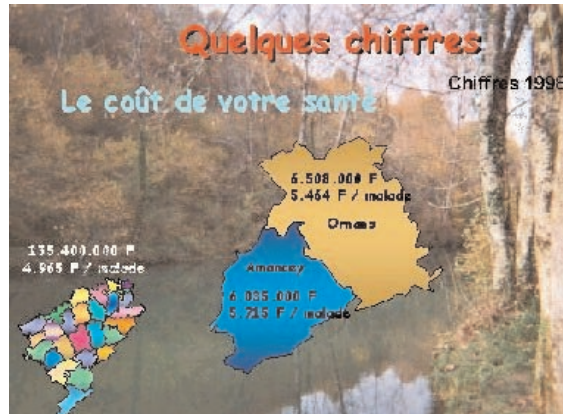 Quelques chiffres
Chiffres 1998
Le coût de votre santé
6.508.000 F
5.464 F / malade
Ornans
Amancey
6.035.000 F
5.715 F / malade
135.400.000 F
4.965 F / malade